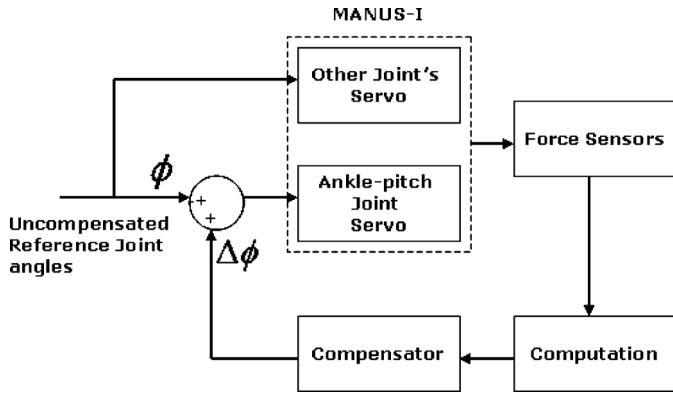 MANUS-I
Other Joint's
Servo
Force Sensors
ϕ
Ankle-pitch
Joint
Servo
-+
+
Uncompensated
Reference Joint
angles
Δϕ
Compensator
Computation